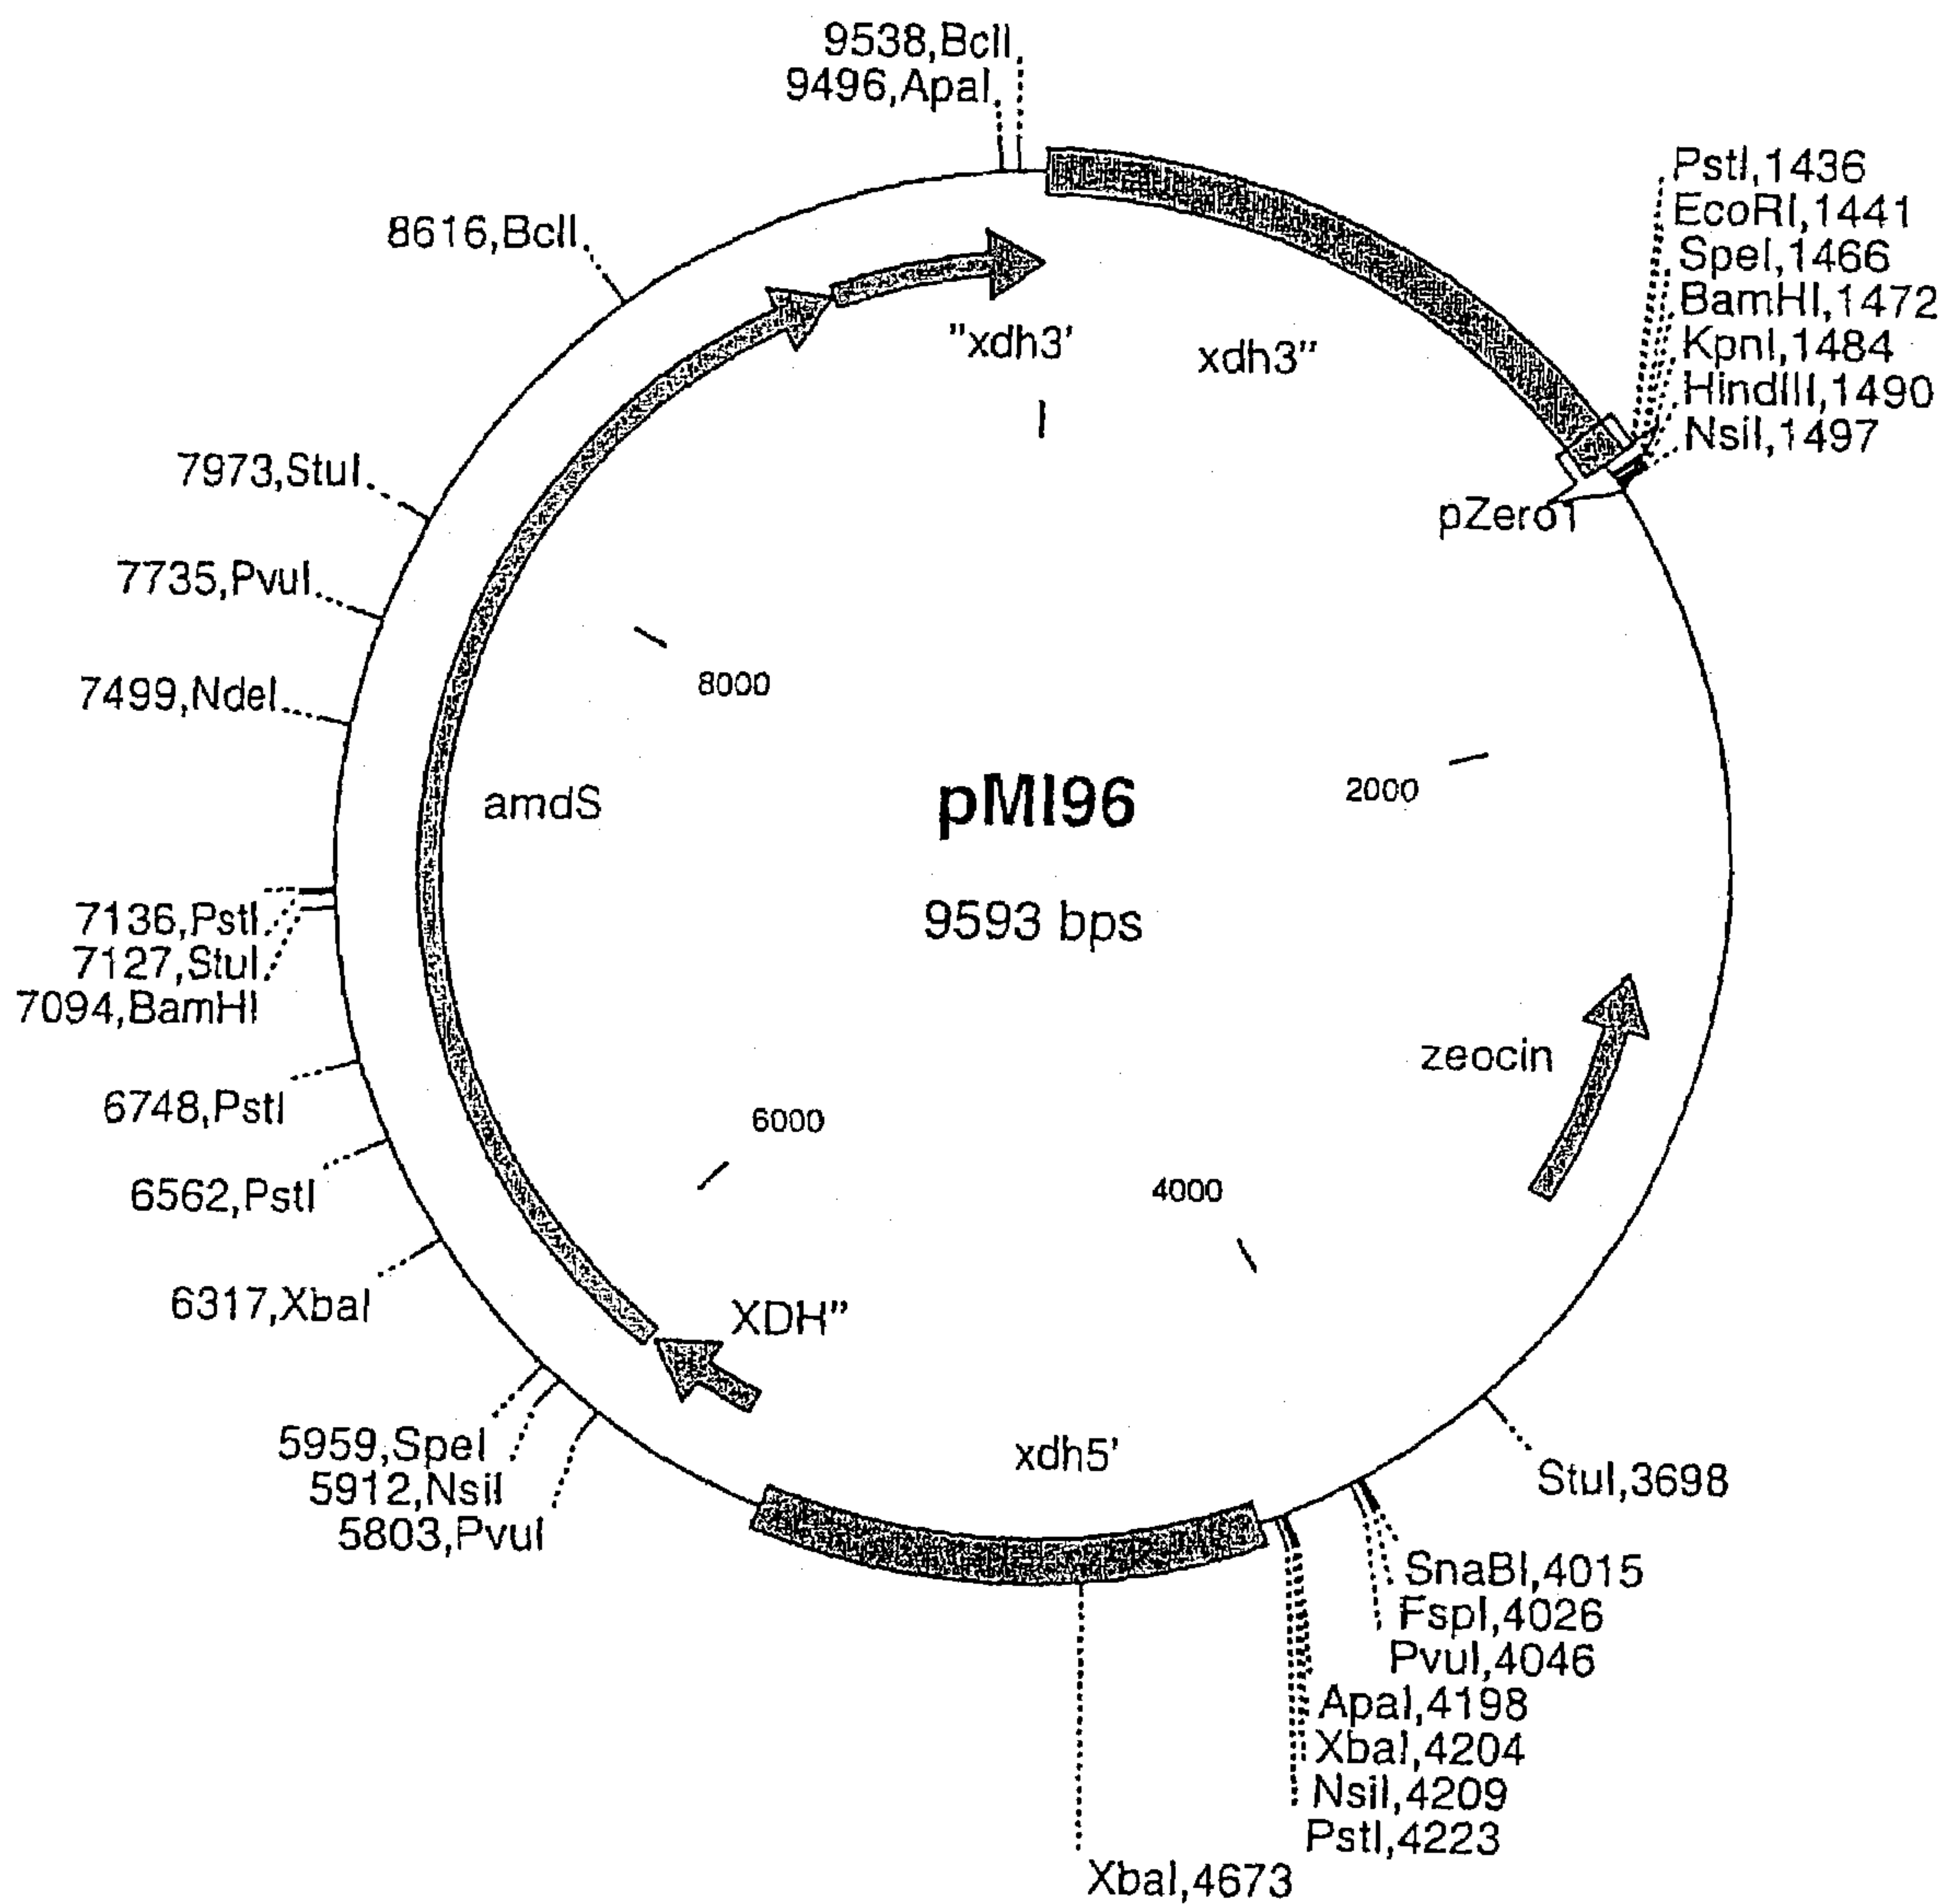 9538,BclI
9496,ApaI
8616,BclI
7973,StuI
7735,PvuI
7499,NdeI
7136,PstI
7127,StuI
7094,BamHI
6748,PstI
6562,PstI
6317,XbaI
5959,SpeI
5912,NsiI
5803,PvuI
PstI,1436
EcoRI,1441
SpeI,1466
BamHI,1472
KpnI,1484
HindIII,1490
NsiI,1497
StuI,3698
SnaBI,4015
FspI,4026
PvuI,4046
ApaI,4198
XbaI,4204
NsiI,4209
PstI,4223
XbaI,4673
"xdh3'
xdh3"
pZero1
8000
2000
amdS
pMI96
9593 bps
zeocin
6000
4000
XDH"
xdh5'